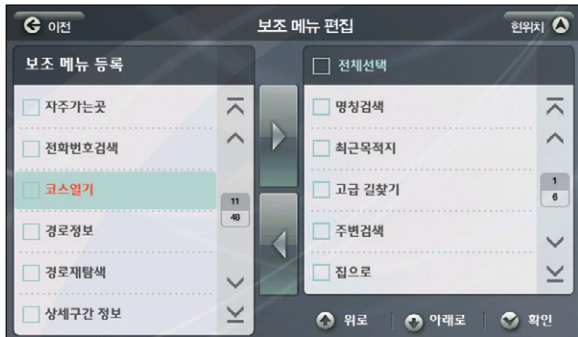 이전
보조 메뉴 편집
현위치
보조 메뉴 등록
자주가는곳
전화번호검색
코스열기
경로정보
경로재탐색
상세구간 정보
11
48
전체선택
명칭검색
최근목적지
고급 길찾기
주변검색
집으로
1
6
위로
아래로
확인